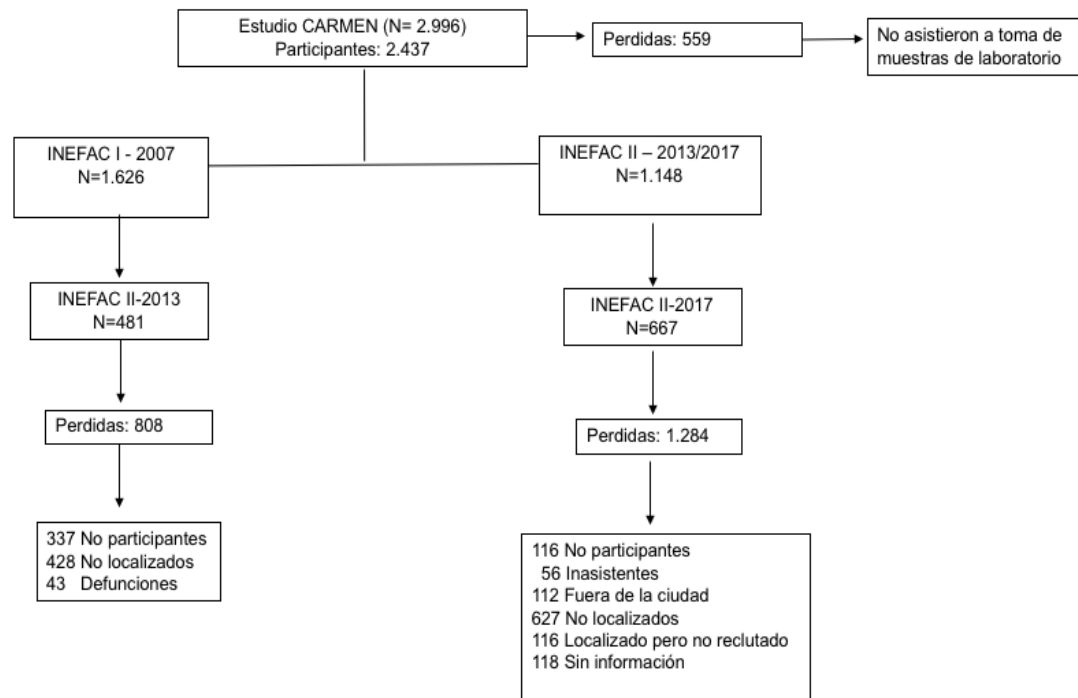 Estudio CARMEN (N= 2.996)
Participantes: 2.437
Perdidas: 559
No asistieron a toma de
muestras de laboratorio
INEFAC I - 2007
N=1.626
INEFAC II – 2013/2017
N=1.148
INEFAC II-2013
N=481
INEFAC II-2017
N=667
Perdidas: 808
Perdidas: 1.284
337 No participantes
428 No localizados
43 Defunciones
116 No participantes
56 Inasistentes
112 Fuera de la ciudad
627 No localizados
116 Localizado pero no reclutado
118 Sin información